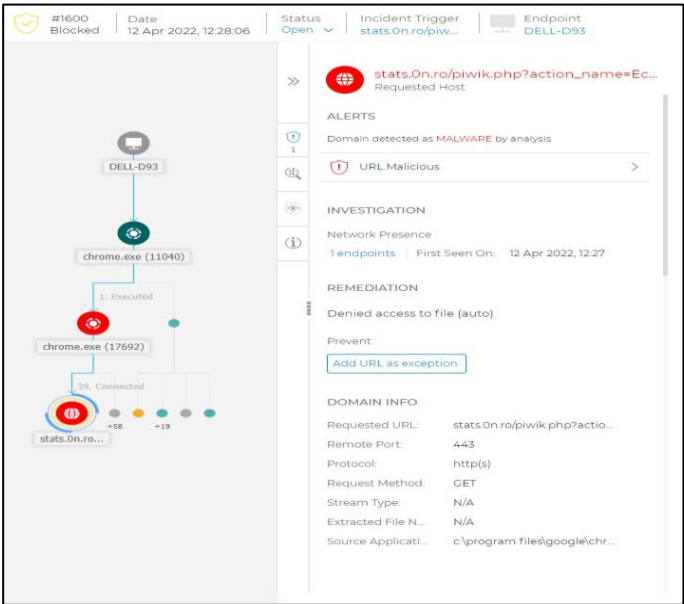 #1600
Blocked
Date
12 Apr 2022, 12:28:06
Status
Open
Incident Trigger
stats.0n.ro/piw...
Endpoint
DELL-D93
DELL-D93
chrome.exe (11040)
1. Executed
chrome.exe (17692)
39. Connected
+58
+19
stats.0n.ro...
1
stats.0n.ro/piwik.php?action_name=Ec...
Requested Host
ALERTS
Domain detected as MALWARE by analysis
URL.Malicious
INVESTIGATION
Network Presence
1 endpoints First Seen On: 12 Apr 2022, 12:27
REMEDIATION
Denied access to file (auto)
Prevent
Add URL as exception
DOMAIN INFO
Requested URL: stats.0n.ro/piwik.php?actio...
Remote Port: 443
Protocol: http(s)
Request Method: GET
Stream Type: N/A
Extracted File N... N/A
Source Applicati... c:\program files\google\chr...